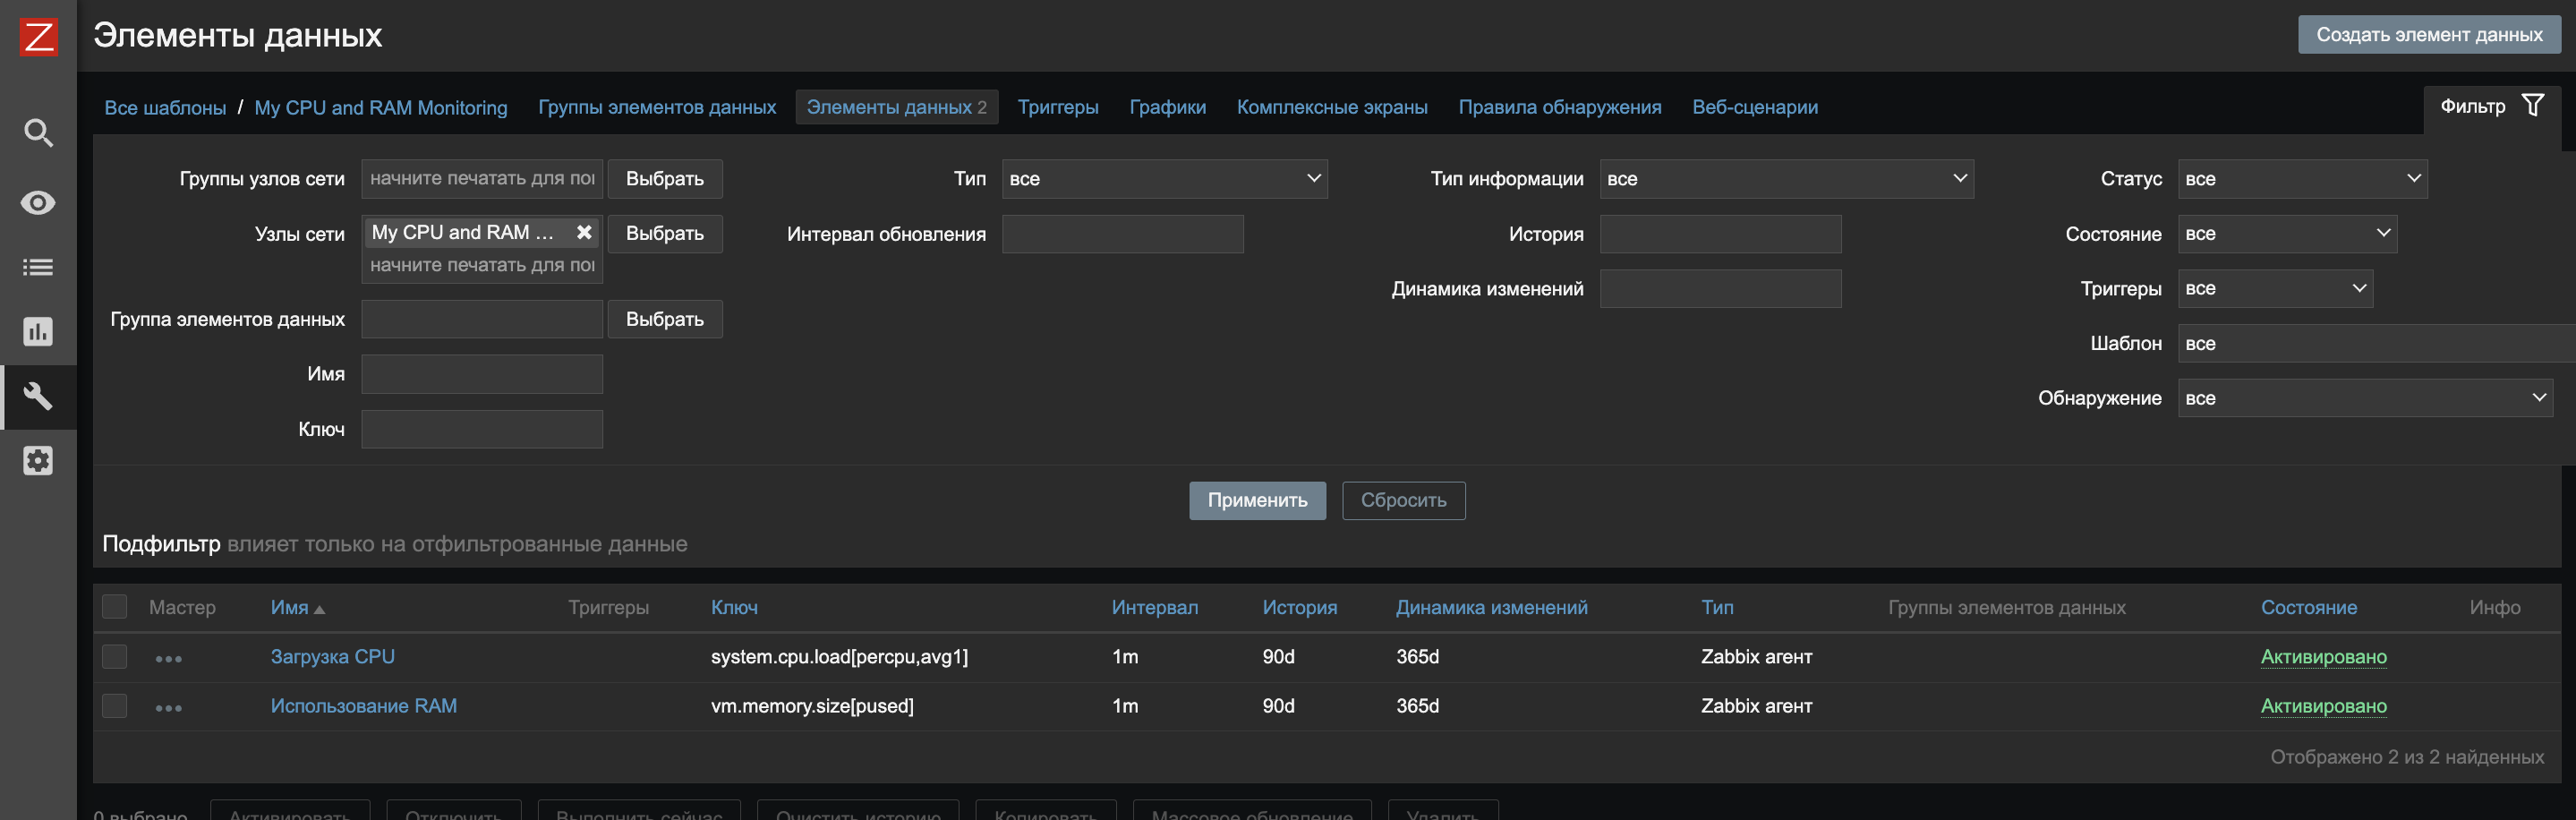 Z
Элементы данных
Создать элемент данных
Все шаблоны / My CPU and RAM Monitoring Группы элементов данных Элементы данных 2 Триггеры Графики Комплексные экраны Правила обнаружения Веб-сценарии
Фильтр
Группы узлов сети начните печатать для пои Выбрать
Узлы сети My CPU and RAM ... Выбрать
начните печатать для пои
Группа элементов данных Выбрать
Имя
Ключ
Тип все
Интервал обновления
Тип информации все
История
Динамика изменений
Статус все
Состояние все
Триггеры все
Шаблон все
Обнаружение все
Применить Сбросить
Подфильтр влияет только на отфильтрованные данные
Мастер Имя Триггеры Ключ Интервал История Динамика изменений Тип Группы элементов данных Состояние Инфо
Загрузка CPU system.cpu.load[percpu,avg1] 1m 90d 365d Zabbix агент Активировано
Использование RAM vm.memory.size[pused] 1m 90d 365d Zabbix агент Активировано
Отображено 2 из 2 найденных
0 выбрано Активировать Отключить Выполнить сейчас Очистить историю Копировать Массовое обновление Удалить